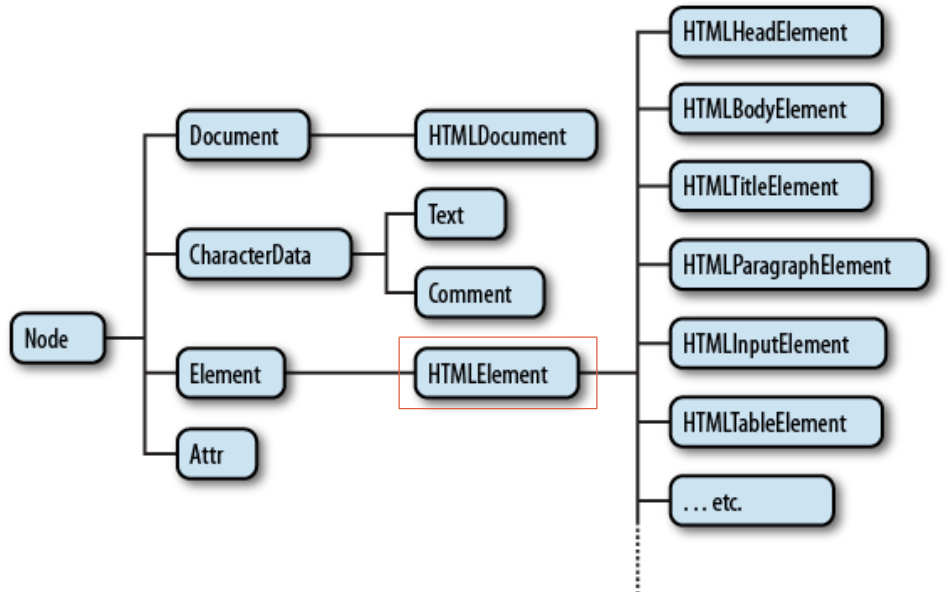 Node
Document
CharacterData
Element
Attr
HTMLDocument
Text
Comment
HTMLElement
HTMLHeadElement
HTMLBodyElement
HTMLTitleElement
HTMLParagraphElement
HTMLInputElement
HTMLTableElement
. . . etc.